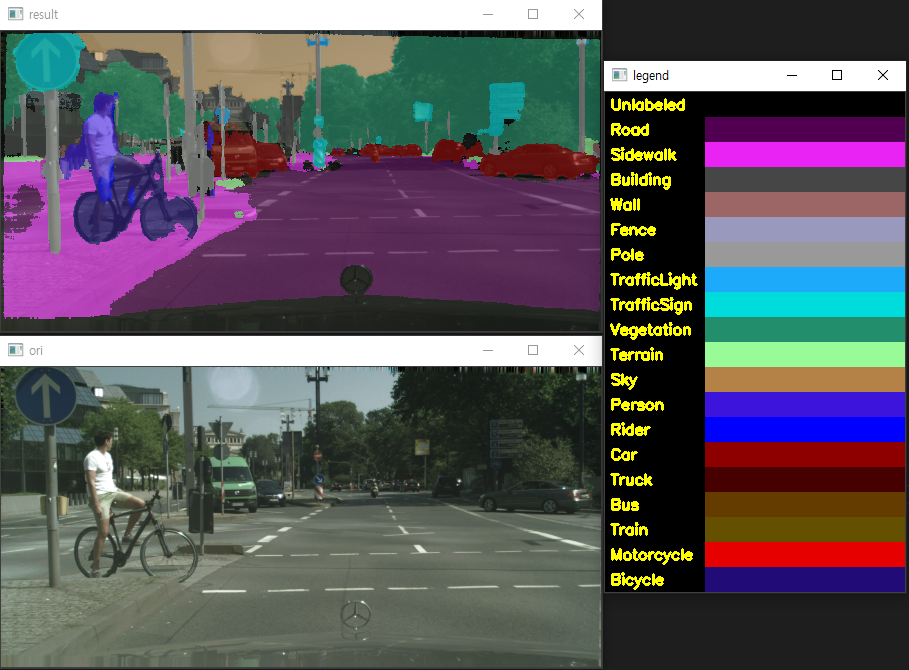 result
ori
legend
Unlabeled
Road
Sidewalk
Building
Wall
Fence
Pole
TrafficLight
TrafficSign
Vegetation
Terrain
Sky
Person
Rider
Car
Truck
Bus
Train
Motorcycle
Bicycle